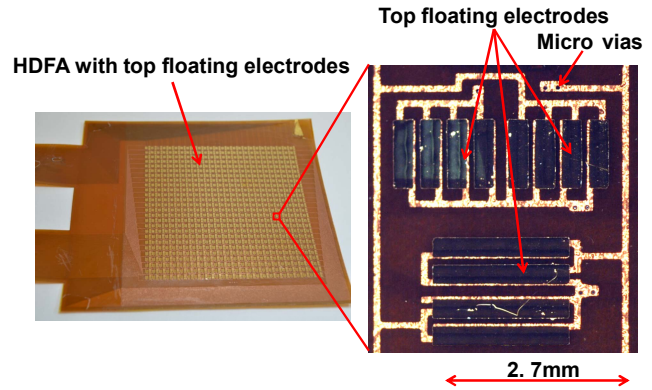 Top floating electrodes
Micro vias
HDFA with top floating electrodes
2. 7mm